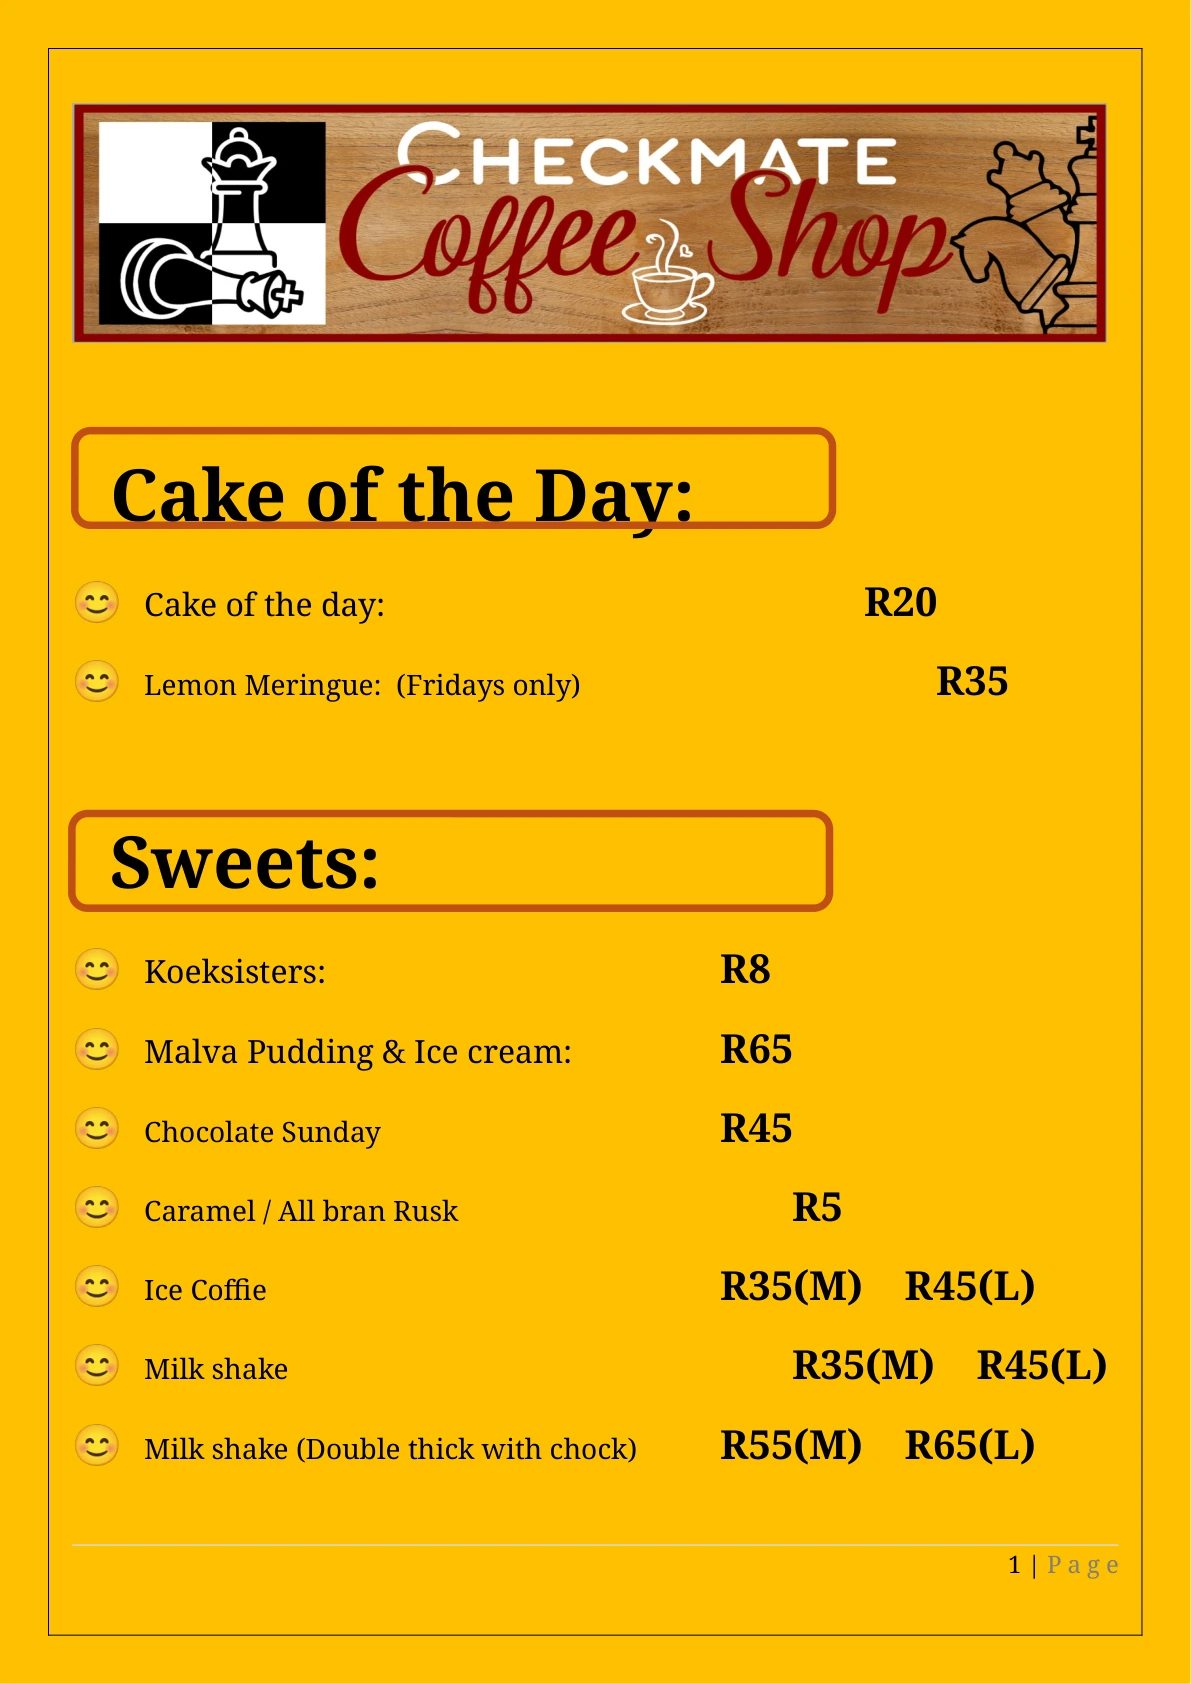 CHECKMATE
Coffee Shop
Cake of the Day:
Cake of the day: R20
Lemon Meringue: (Fridays only) R35
Sweets:
Koeksisters: R8
Malva Pudding & Ice cream: R65
Chocolate Sunday R45
Caramel / All bran Rusk R5
Ice Coffie R35(M) R45(L)
Milk shake R35(M) R45(L)
Milk shake (Double thick with chock) R55(M) R65(L)
1 | Page